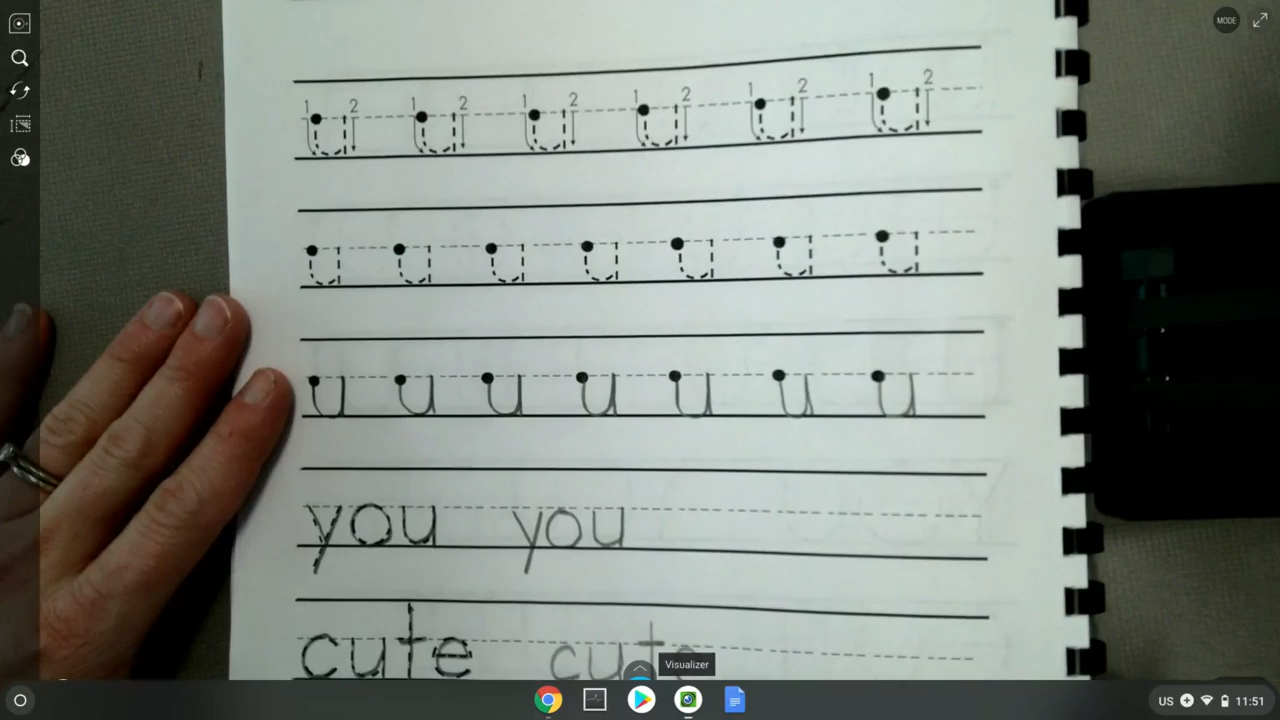 MODE
1 2 1 2 1 2 1 2 1 2 1 2
u u u u u u
u u u u u u u
u u u u u u u
you you
cute cute
Visualizer
US 11:51